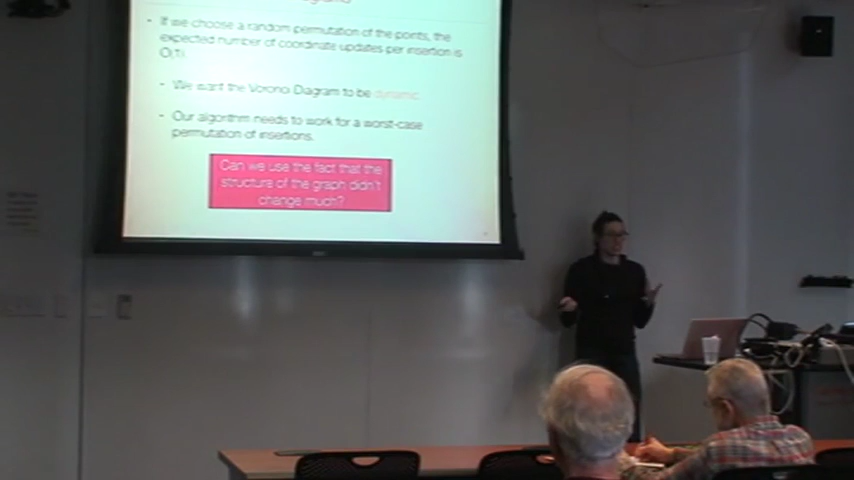 • If we choose a random permutation of the points, the
expected number of coordinate updates per insertion is
O(1).
• We want the Voronoi Diagram to be dynamic.
• Our algorithm needs to work for a worst-case
permutation of insertions.
Can we use the fact that the
structure of the graph didn't
change much?